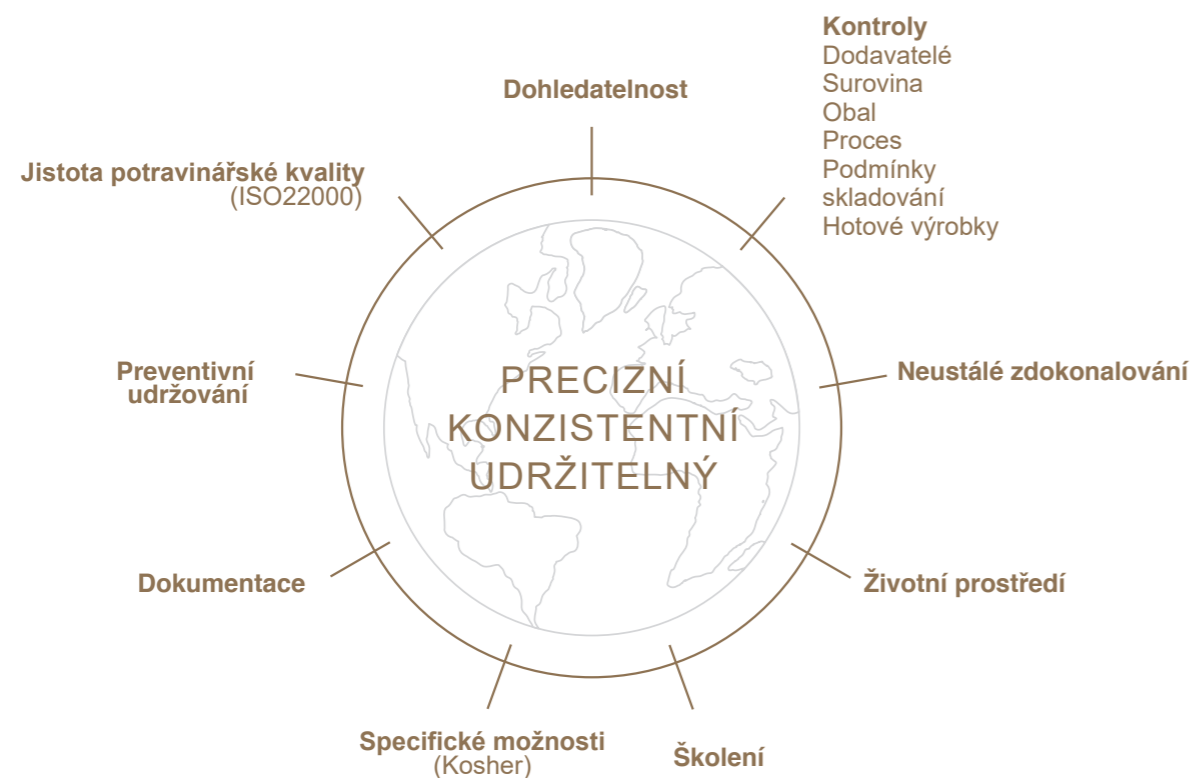 Kontroly
Dodavatelé
Surovina
Obal
Proces
Podmínky
skladování
Hotové výrobky
Dohledatelnost
Jistota potravinářské kvality
(ISO22000)
Preventivní
udržování
PRECIZNÍ
KONZISTENTNÍ
UDRŽITELNÝ
Neustálé zdokonalování
Dokumentace
Životní prostředí
Specifické možnosti
(Kosher)
Školení